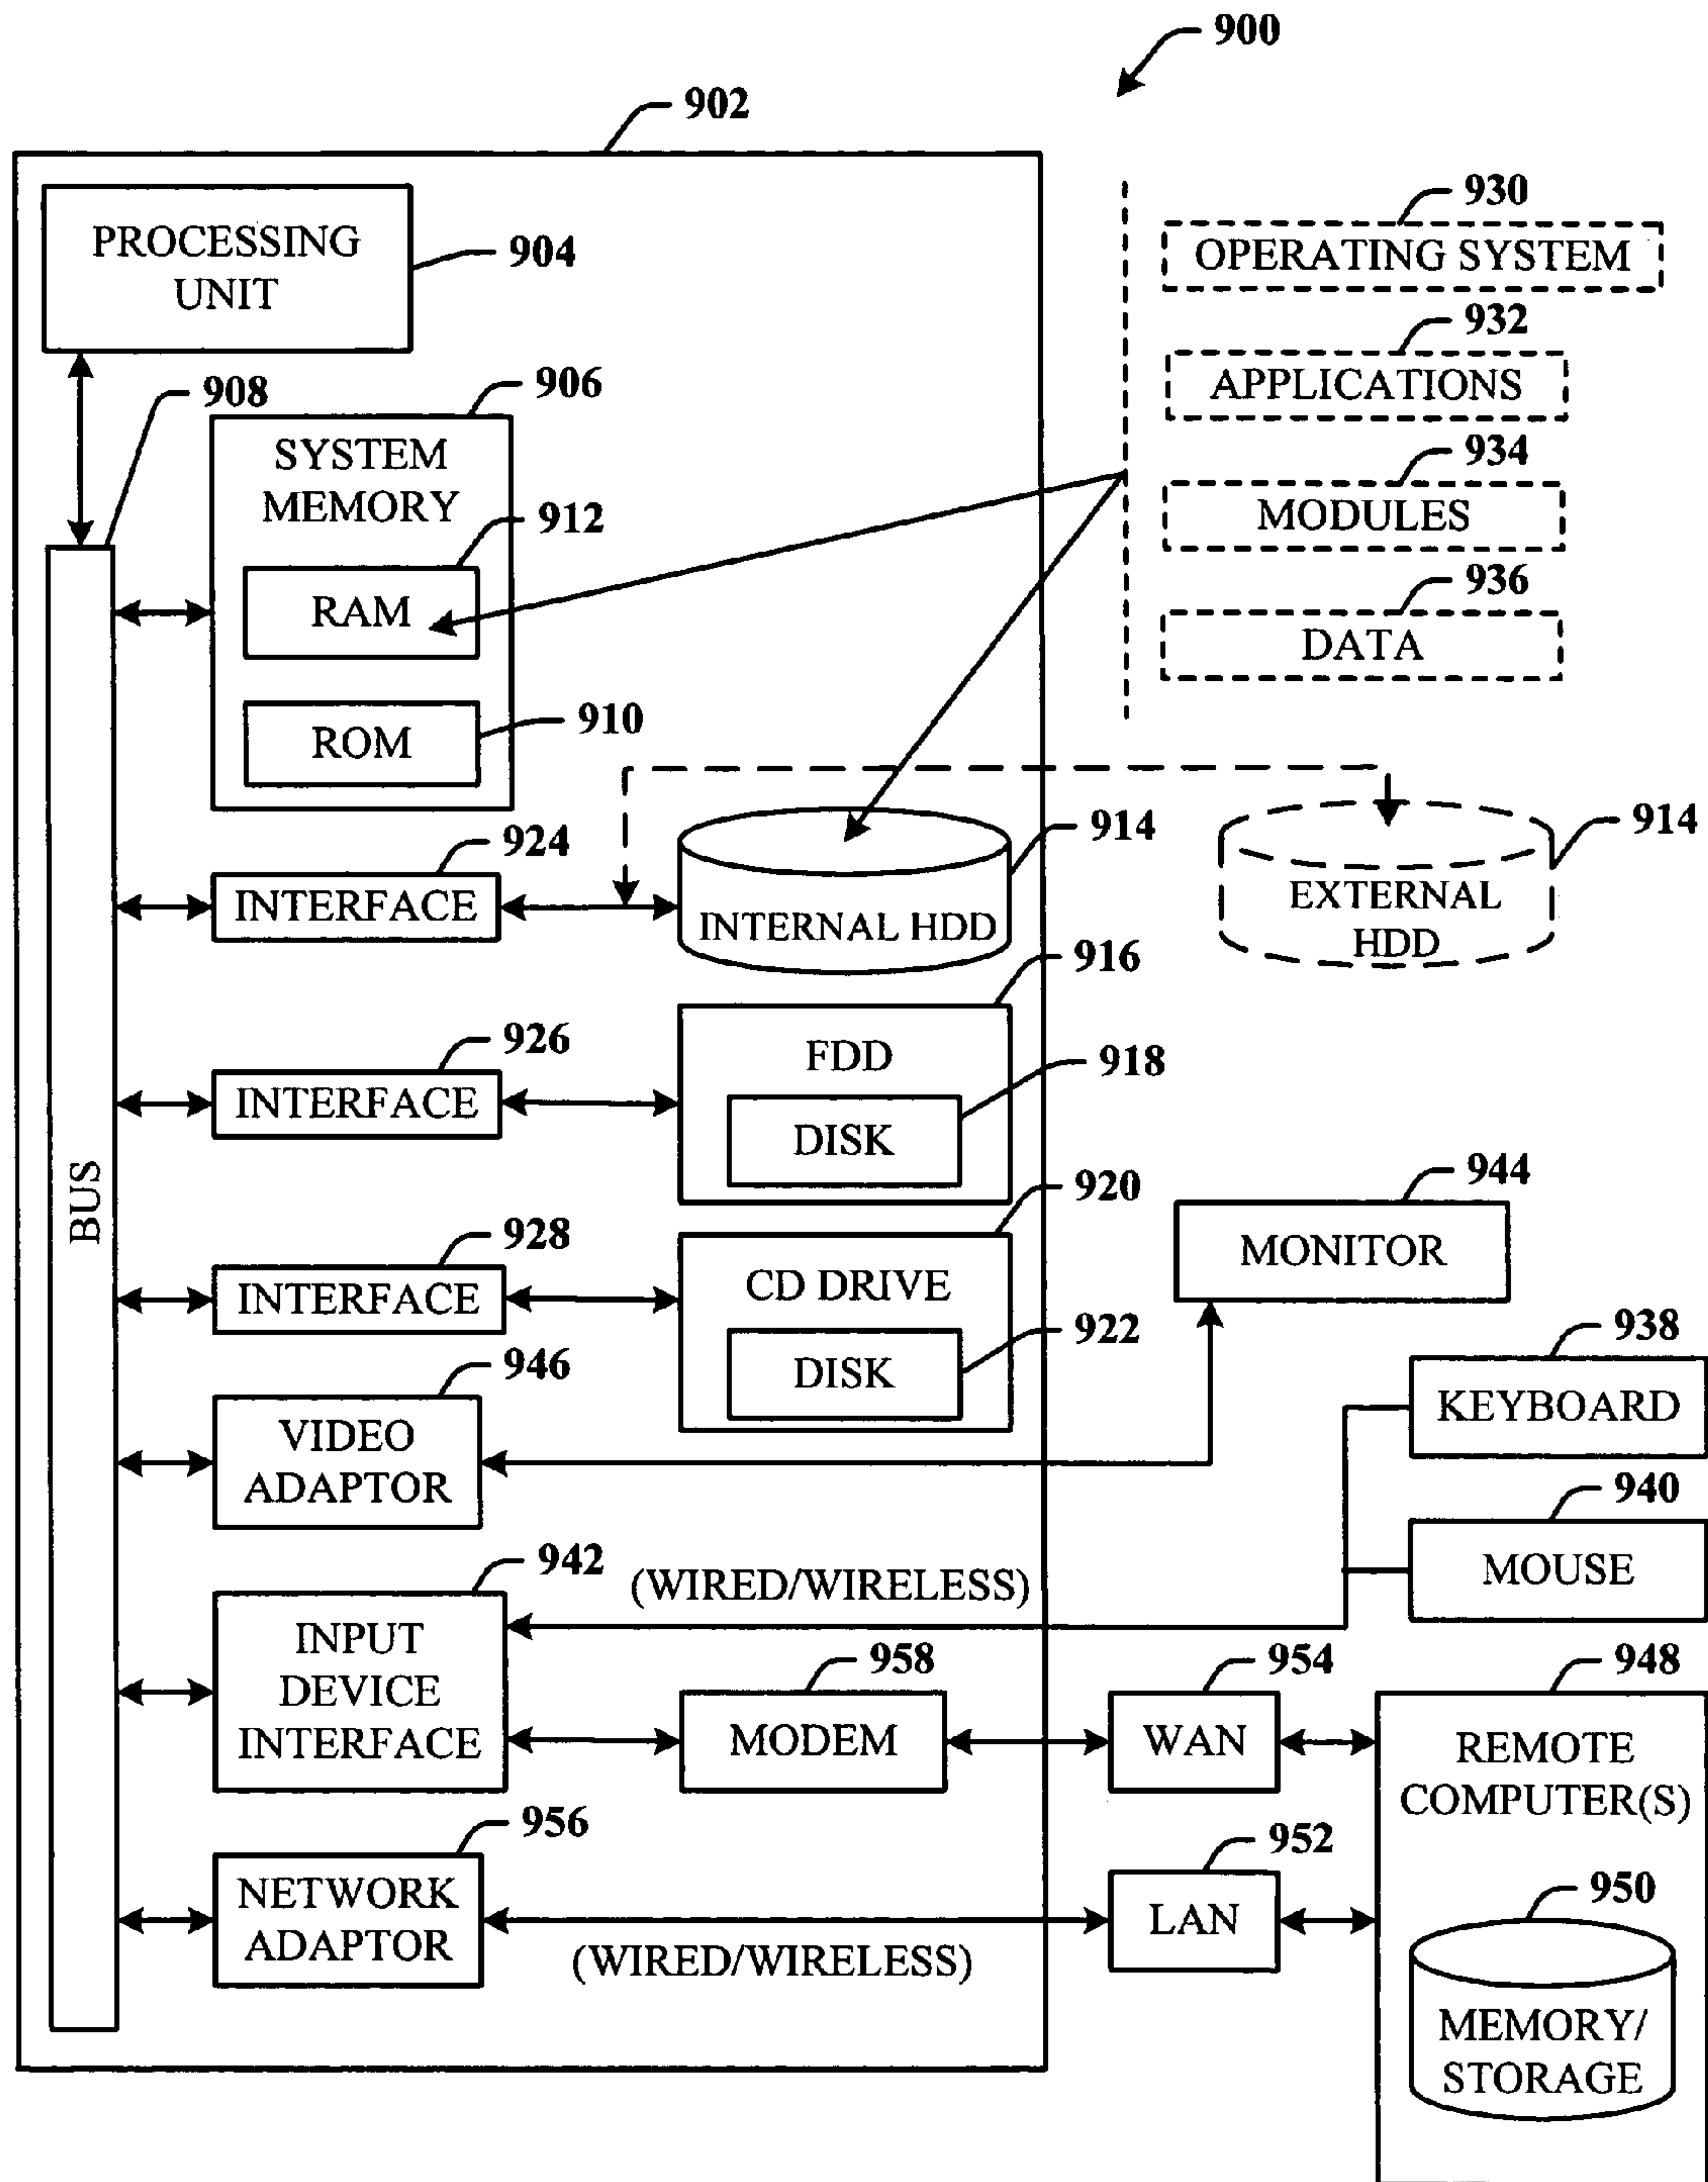 900
902
PROCESSING
UNIT
904
930
OPERATING SYSTEM
932
APPLICATIONS
934
MODULES
936
DATA
908
906
SYSTEM
MEMORY
912
RAM
910
ROM
BUS
924
INTERFACE
914
INTERNAL HDD
914
EXTERNAL
HDD
926
INTERFACE
916
FDD
918
DISK
928
INTERFACE
920
CD DRIVE
922
DISK
944
MONITOR
946
VIDEO
ADAPTOR
938
KEYBOARD
940
MOUSE
942
INPUT
DEVICE
INTERFACE
(WIRED/WIRELESS)
958
MODEM
954
WAN
948
REMOTE
COMPUTER(S)
956
NETWORK
ADAPTOR
(WIRED/WIRELESS)
952
LAN
950
MEMORY/
STORAGE